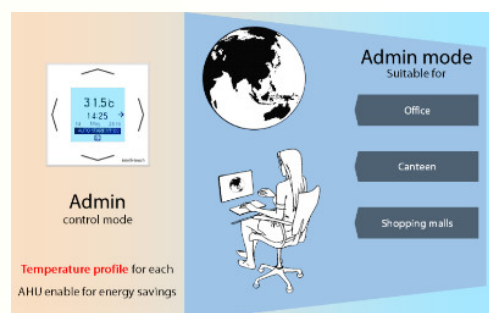 31.5c
14:25
Admin
control mode
Temperature profile for each
AHU enable for energy savings
Admin mode
Suitable for
Office
Canteen
Shopping malls